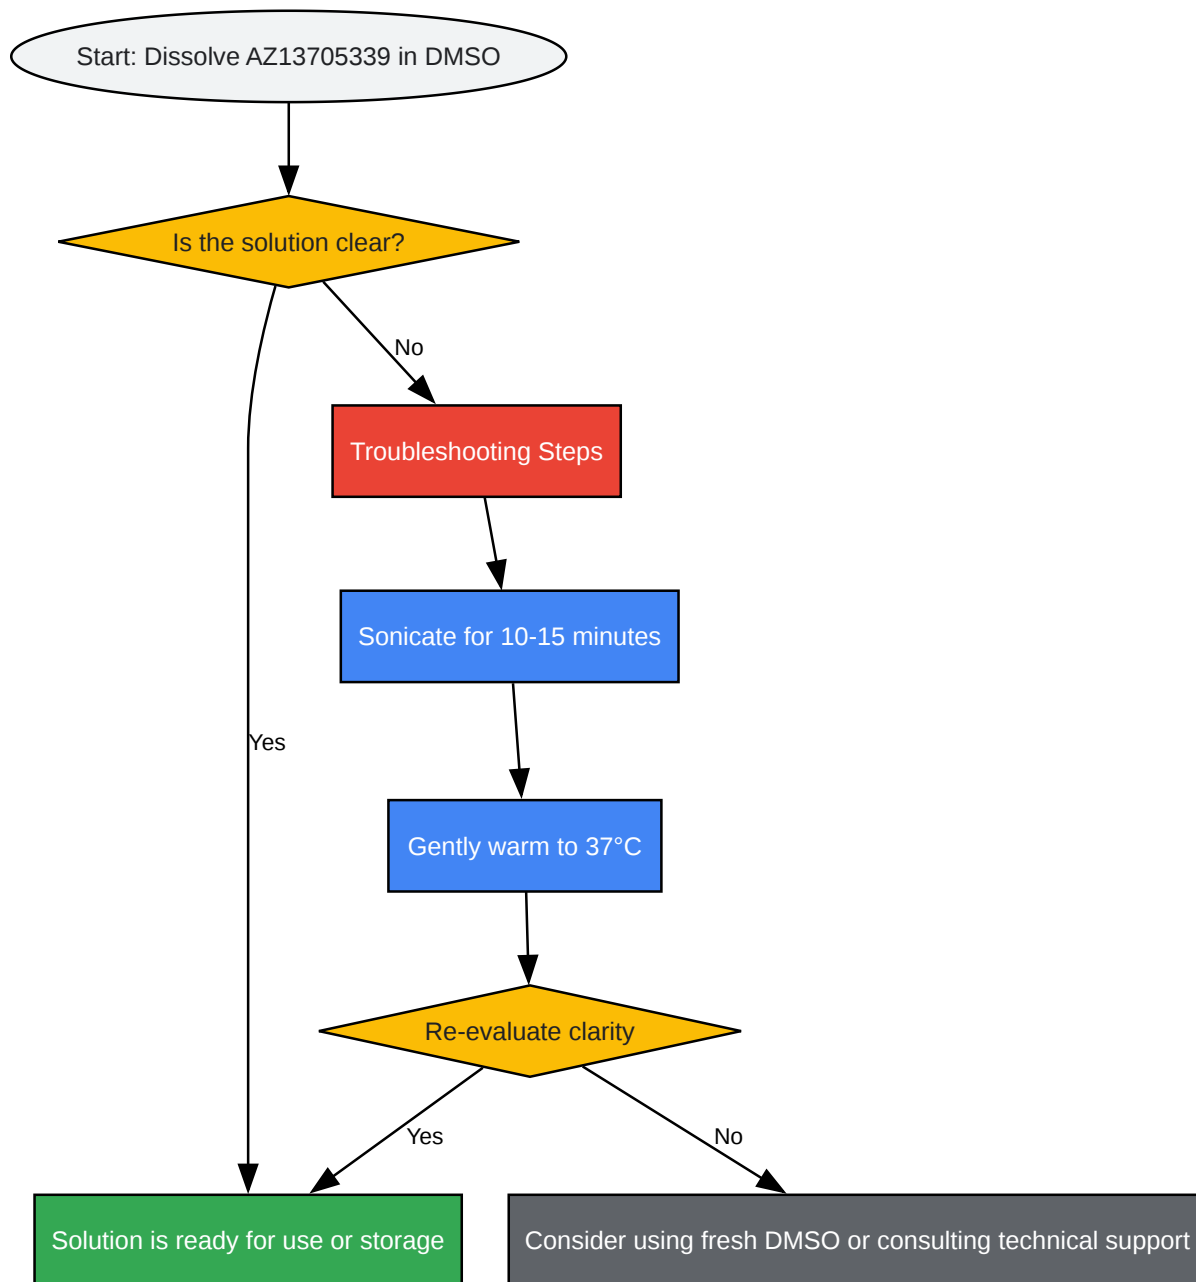 Start: Dissolve AZ13705339 in DMSO
Is the solution clear?
No
Troubleshooting Steps
Sonicate for 10-15 minutes
Yes
Gently warm to 37°C
Re-evaluate clarity
Yes
No
Solution is ready for use or storage
Consider using fresh DMSO or consulting technical support